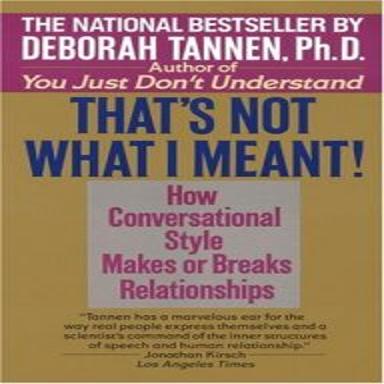 THE NATIONAL BESTSELLER BY
DEBORAH TANNEN, Ph.D.
Author of
You Just Don't Understand
THAT'S NOT
WHAT I MEANT!
How
Conversational
Style
Makes or Breaks
Relationships
"Tannen has a marvelous ear for the
way real people express themselves and a
scientist's command of the inner structures
of speech and human relationship."
Jonathan Kirsch
Los Angeles Times